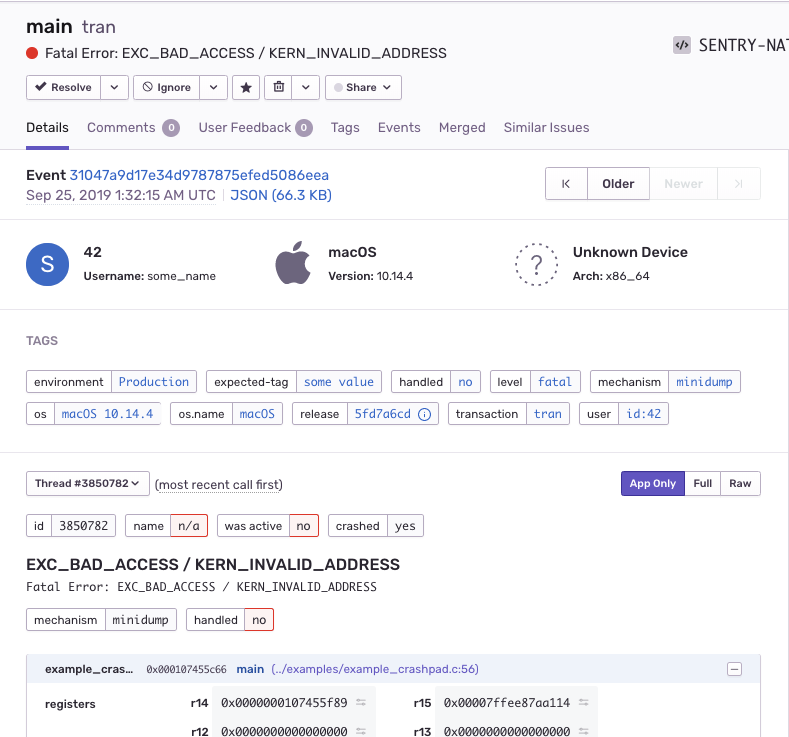 main tran
Fatal Error: EXC_BAD_ACCESS / KERN_INVALID_ADDRESS
SENTRY-NAT
Resolve Ignore Share
Details Comments 0 User Feedback 0 Tags Events Merged Similar Issues
Event 31047a9d17e34d9787875efed5086eea
Sep 25, 2019 1:32:15 AM UTC JSON (66.3 KB)
Older Newer
S
42
Username: some_name
macOS
Version: 10.14.4
?
Unknown Device
Arch: x86_64
TAGS
environment Production expected-tag some value handled no level fatal mechanism minidump
os macOS 10.14.4 os.name macOS release 5fd7a6cd transaction tran user id:42
Thread #3850782 (most recent call first) App Only Full Raw
id 3850782 name n/a was active no crashed yes
EXC_BAD_ACCESS / KERN_INVALID_ADDRESS
Fatal Error: EXC_BAD_ACCESS / KERN_INVALID_ADDRESS
mechanism minidump handled no
example_cras... 0x000107455c66 main (../examples/example_crashpad.c:56)
registers r14 0x0000000107455f89 r15 0x00007ffee87aa114
r12 0x0000000000000000 r13 0x0000000000000000